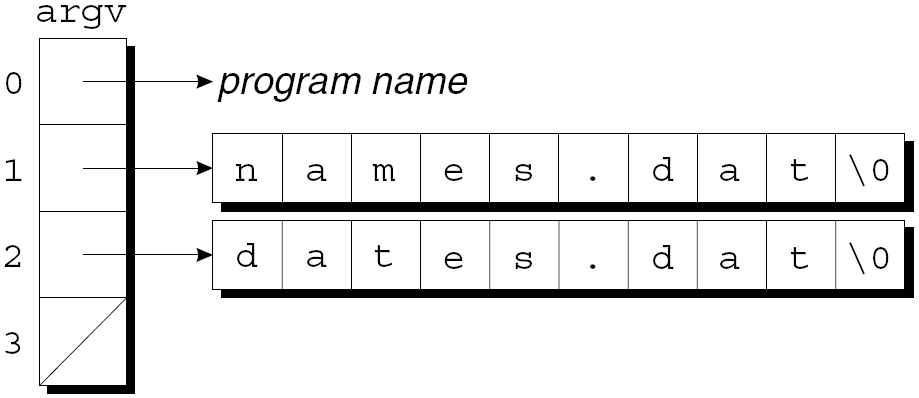 argv
0 program name
1 n a m e s . d a t \0
2 d a t e s . d a t \0
3